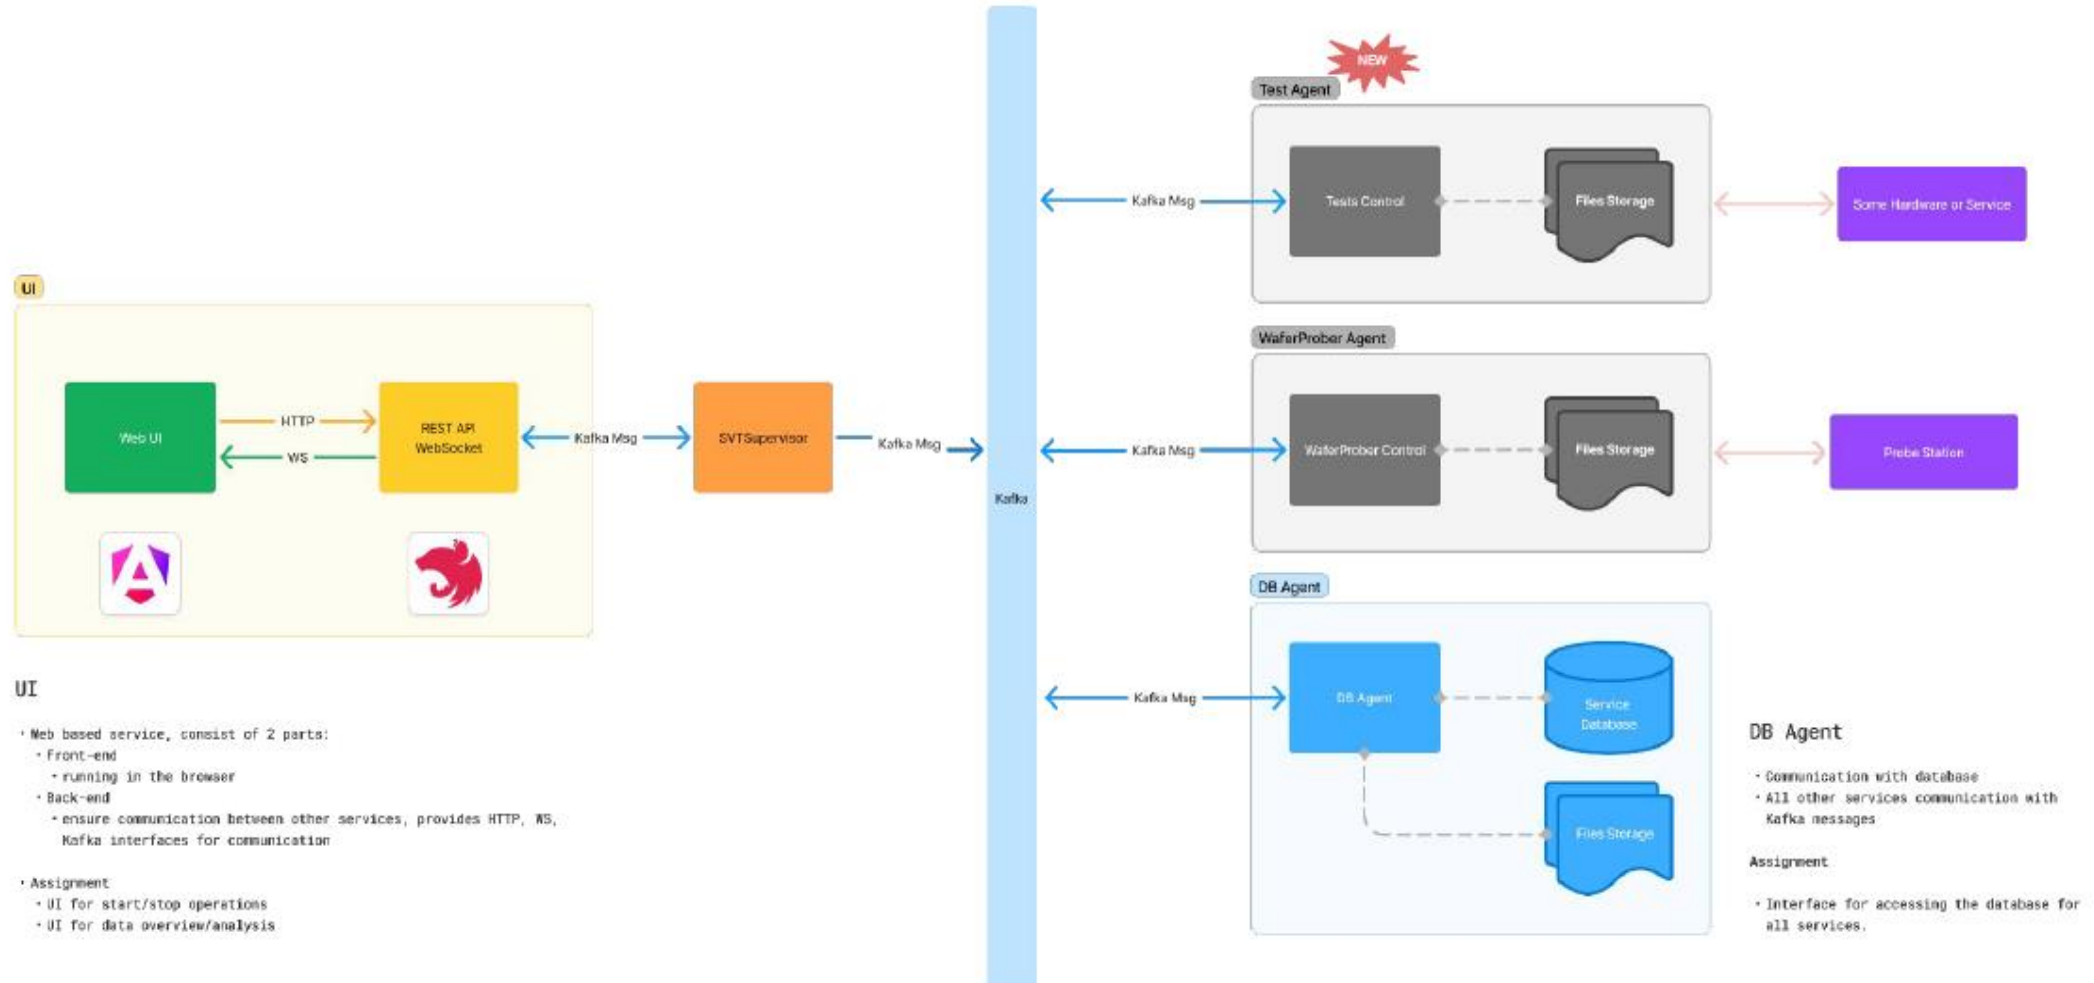 NEW
Test Agent
Kafka Msg
Tests Control
Files Storage
Some Hardware or Service
UI
WaferProber Agent
Web UI
HTTP
WS
REST API
WebSocket
Kafka Msg
SVTSupervisor
Kafka Msg
Kafka
Kafka Msg
WaferProber Control
Files Storage
Probe Station
DB Agent
Kafka Msg
DB Agent
Service
Database
Files Storage
UI
· Web based service, consist of 2 parts:
· Front-end
· running in the browser
· Back-end
· ensure communication between other services, provides HTTP, WS,
Kafka interfaces for communication
· Assignment
· UI for start/stop operations
· UI for data overview/analysis
DB Agent
· Communication with database
· All other services communication with
Kafka messages
Assignment
· Interface for accessing the database for
all services.